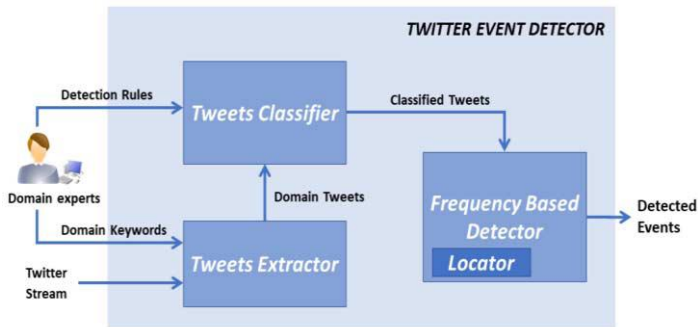 TWITTER EVENT DETECTOR
Detection Rules
Tweets Classifier
Classified Tweets
Domain experts
Domain Tweets
Frequency Based
Detector
Locator
Detected
Events
Domain Keywords
Tweets Extractor
Twitter
Stream